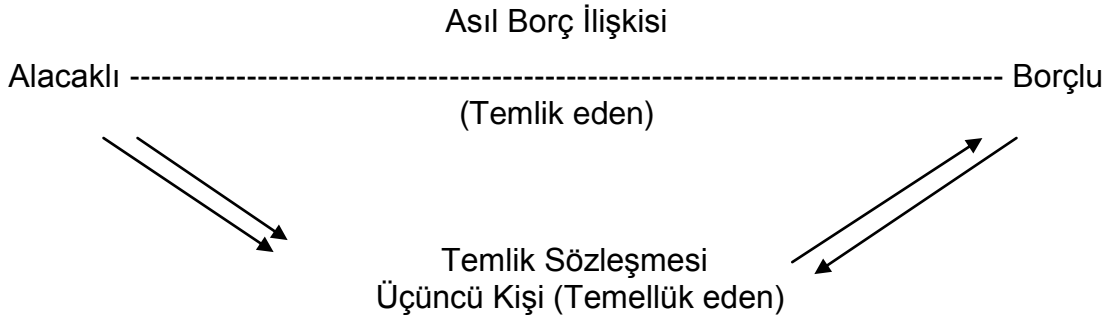 Asıl Borç İlişkisi
Alacaklı ----------------------------------------------------------------------------------- Borçlu
(Temlik eden)
Temlik Sözleşmesi
Üçüncü Kişi (Temellük eden)